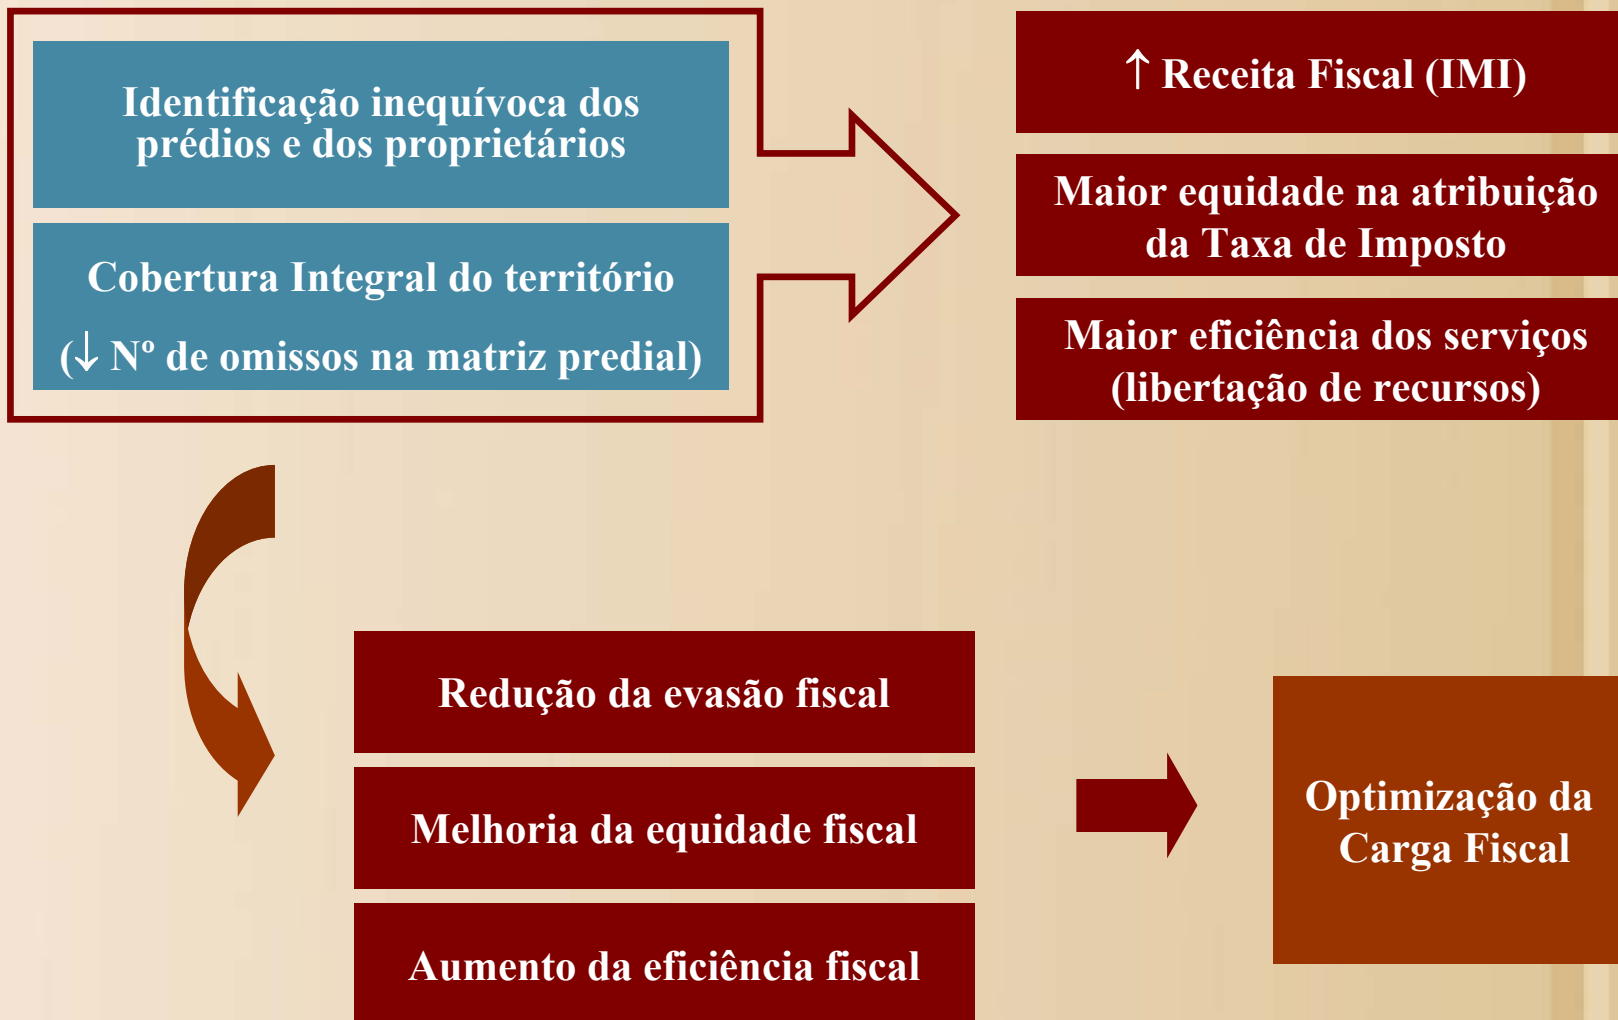 Identificação inequívoca dos
prédios e dos proprietários
Cobertura Integral do território
(↓ Nº de omissos na matriz predial)
↑ Receita Fiscal (IMI)
Maior equidade na atribuição
da Taxa de Imposto
Maior eficiência dos serviços
(libertação de recursos)
Redução da evasão fiscal
Melhoria da equidade fiscal
Aumento da eficiência fiscal
Optimização da
Carga Fiscal